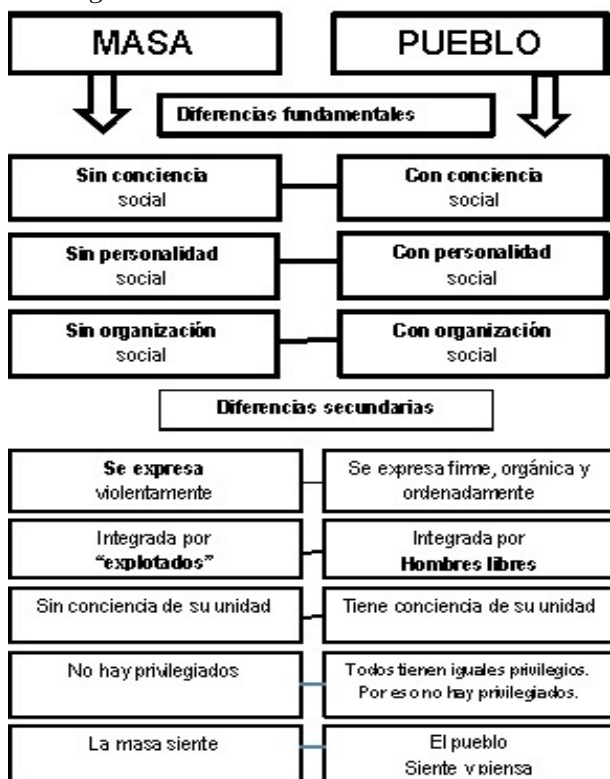 MASA
PUEBLO
Diferencias fundamentales
Sin conciencia
social
Con conciencia
social
Sin personalidad
social
Con personalidad
social
Sin organización
social
Con organización
social
Diferencias secundarias
Se expresa
violentamente
Se expresa firme, orgánica y
ordenadamente
Integrada por
“explotados”
Integrada por
Hombres libres
Sin conciencia de su unidad
Tiene conciencia de su unidad
No hay privilegiados
Todos tienen iguales privilegios.
Por eso no hay privilegiados.
La masa siente
El pueblo
Siente y piensa